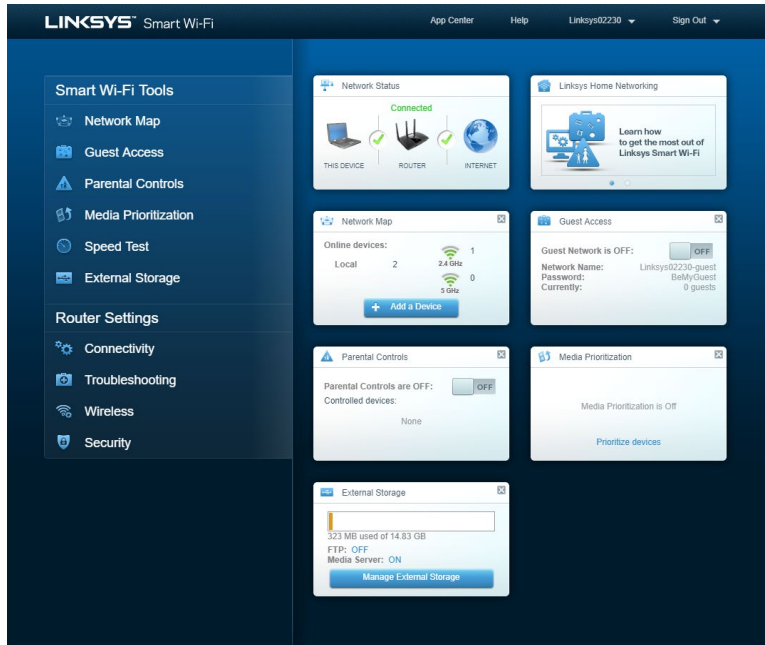 LINKSYS™ Smart Wi-Fi
App Center
Help
Linksys02230
Sign Out
Smart Wi-Fi Tools
Network Map
Guest Access
Parental Controls
Media Prioritization
Speed Test
External Storage
Router Settings
Connectivity
Troubleshooting
Wireless
Security
Network Status
Connected
THIS DEVICE
ROUTER
INTERNET
Linksys Home Networking
Learn how
to get the most out of
Linksys Smart Wi-Fi
Network Map
Online devices:
Local 2
1
2.4 GHz
0
5 GHz
Add a Device
Guest Access
Guest Network is OFF: OFF
Network Name: Linksys02230-guest
Password: BeMyGuest
Currently: 0 guests
Parental Controls
Parental Controls are OFF: OFF
Controlled devices:
None
Media Prioritization
Media Prioritization is Off
Prioritize devices
External Storage
323 MB used of 14.83 GB
FTP: OFF
Media Server: ON
Manage External Storage